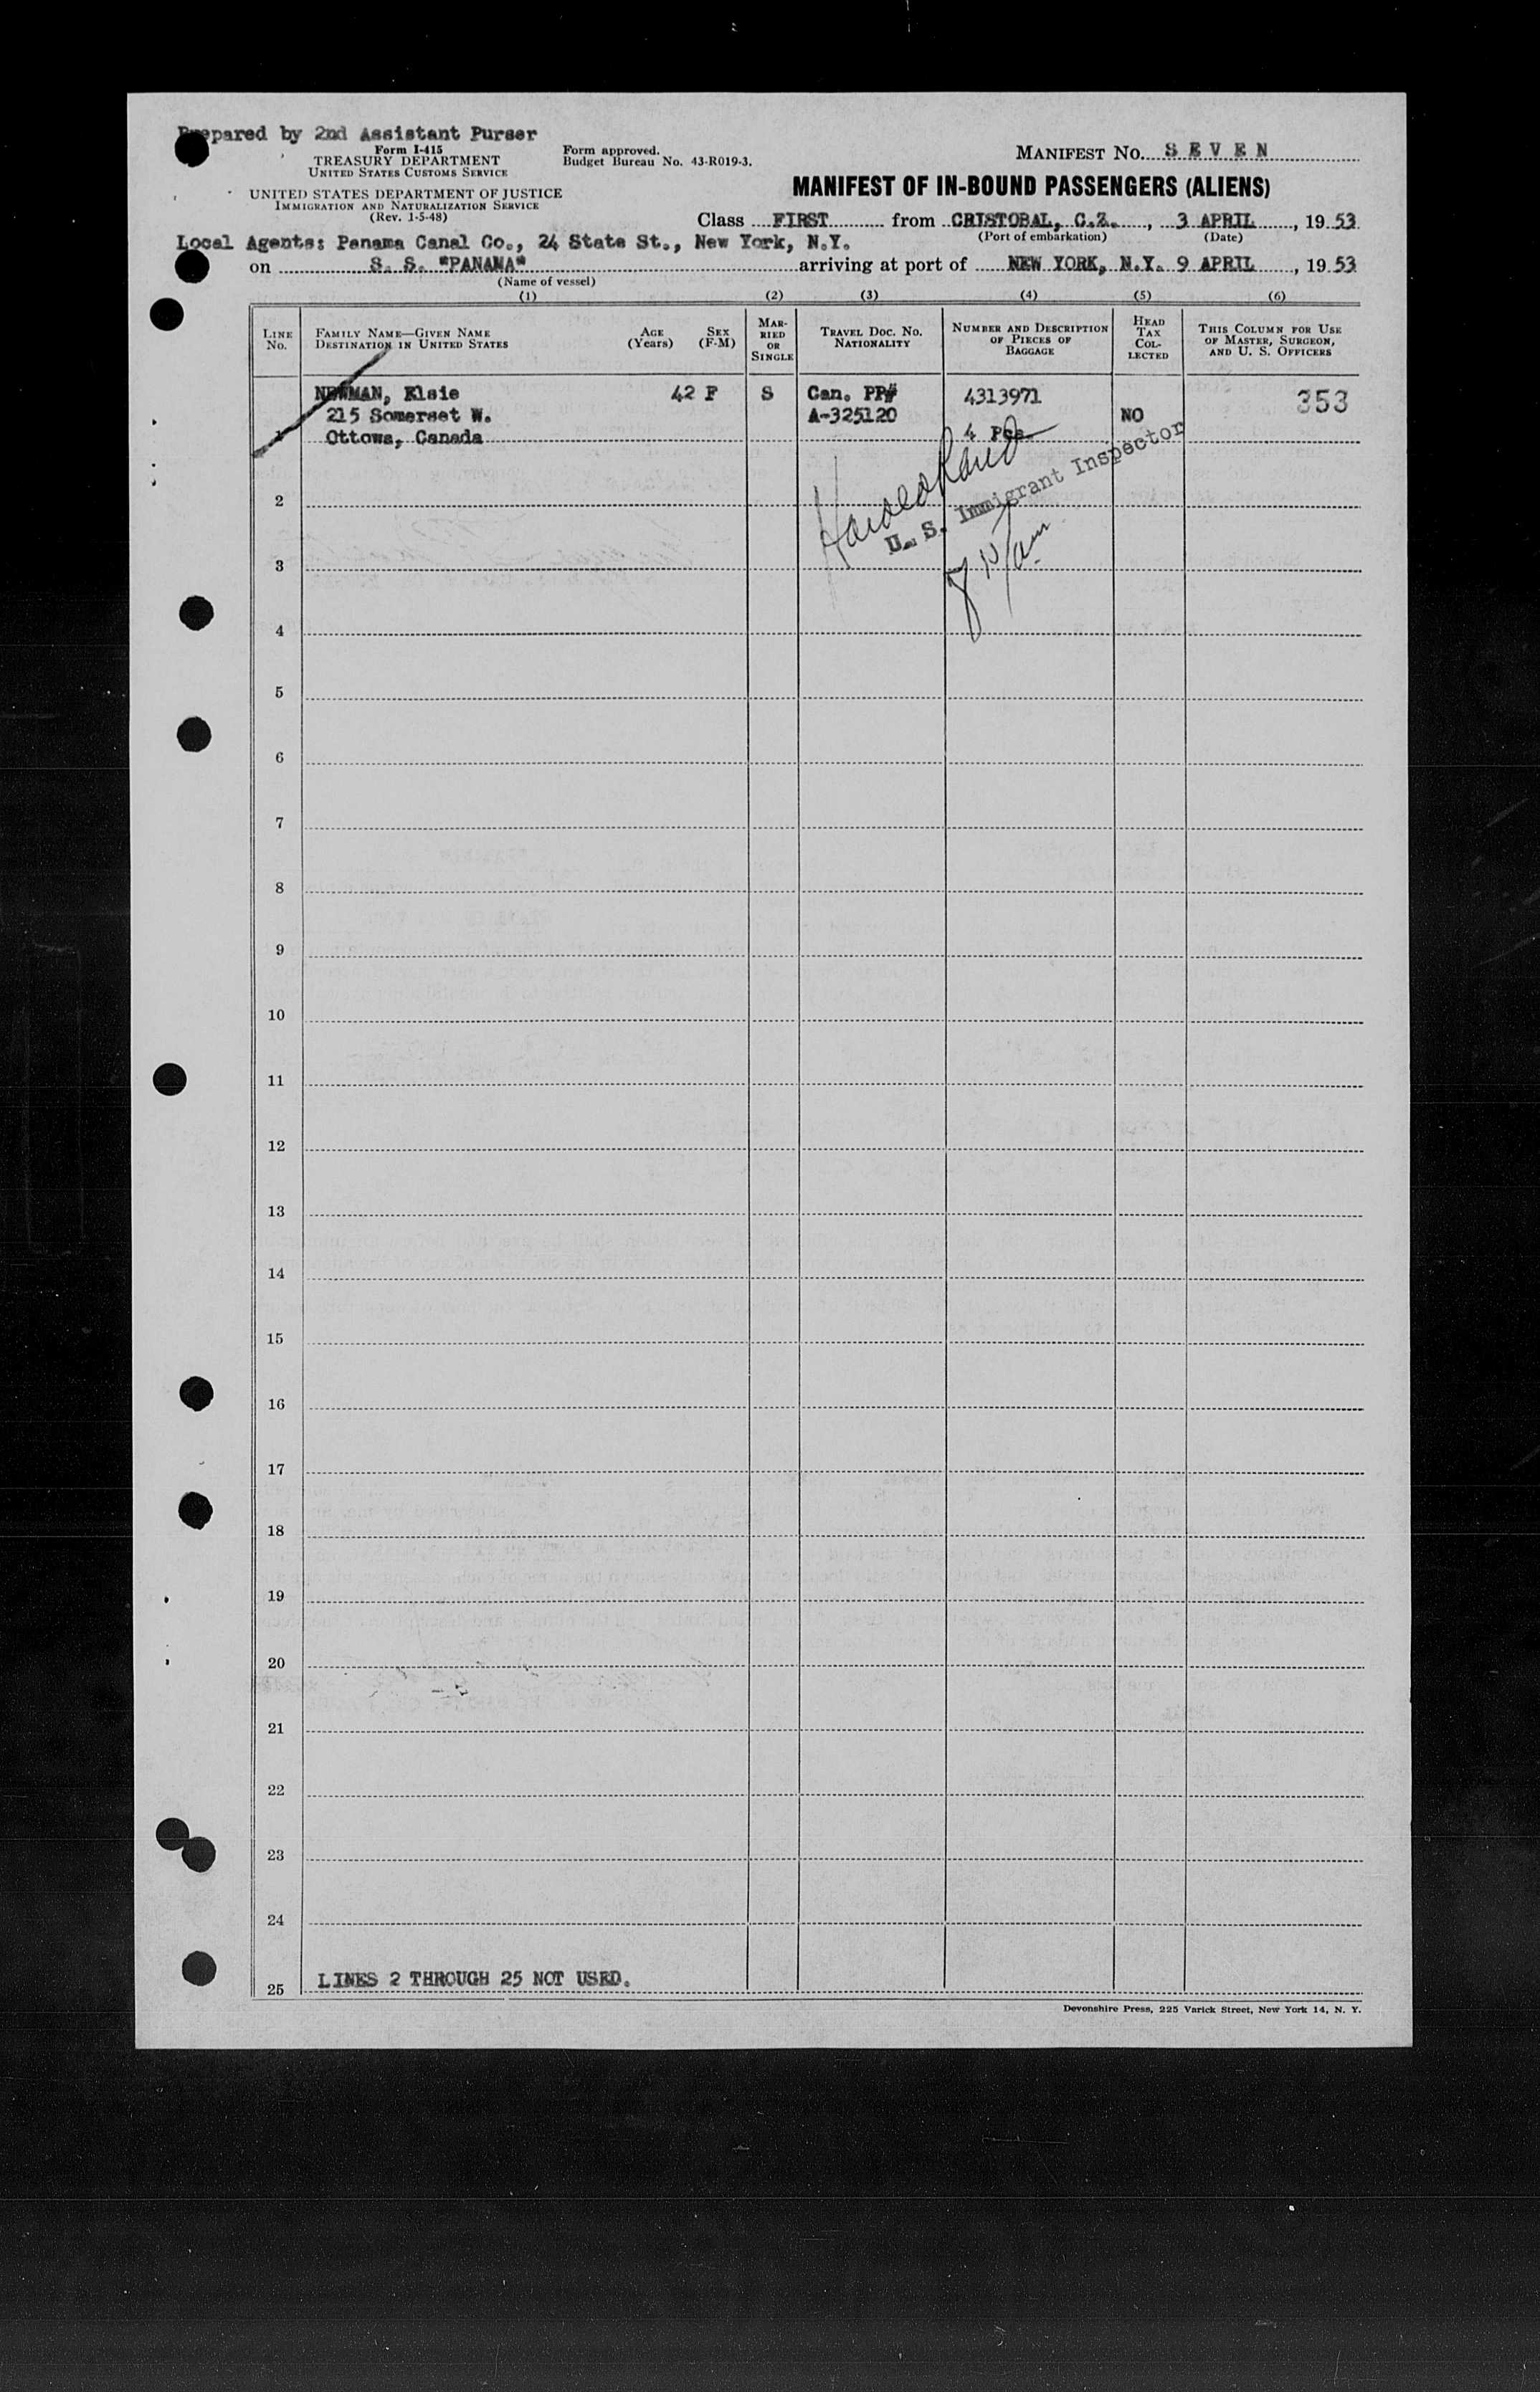 Prepared by 2nd Assistant Purser
Form I-415
TREASURY DEPARTMENT
UNITED STATES CUSTOMS SERVICE
Form approved.
Budget Bureau No. 43-R019-3.
MANIFEST No. SEVEN
UNITED STATES DEPARTMENT OF JUSTICE
IMMIGRATION AND NATURALIZATION SERVICE
(Rev. 1-5-48)
MANIFEST OF IN-BOUND PASSENGERS (ALIENS)
Class FIRST from CRISTOBAL, C.Z., 3 APRIL, 1953
(Port of embarkation) (Date)
Local Agents: Panama Canal Co., 24 State St., New York, N.Y.
on S. S. "PANAMA" arriving at port of NEW YORK, N.Y. 9 APRIL, 1953
(Name of vessel)
(1) (2) (3) (4) (5) (6)
LINE No.
FAMILY NAME—GIVEN NAME
DESTINATION IN UNITED STATES
AGE (Years)
SEX (F-M)
MARRIED OR SINGLE
TRAVEL DOC. No.
NATIONALITY
NUMBER AND DESCRIPTION OF PIECES OF BAGGAGE
HEAD TAX COLLECTED
THIS COLUMN FOR USE OF MASTER, SURGEON, AND U. S. OFFICERS
NEWMAN, Elsie 42 F S Can. PP# 4313971 353
215 Somerset W. A-325120 NO
1 Ottowa, Canada 4 Pcs.
Harold Rand
U. S. Immigrant Inspector
2
3
4
5
6
7
8
9
10
11
12
13
14
15
16
17
18
19
20
21
22
23
24
25 LINES 2 THROUGH 25 NOT USED.
Devonshire Press, 225 Varick Street, New York 14, N. Y.